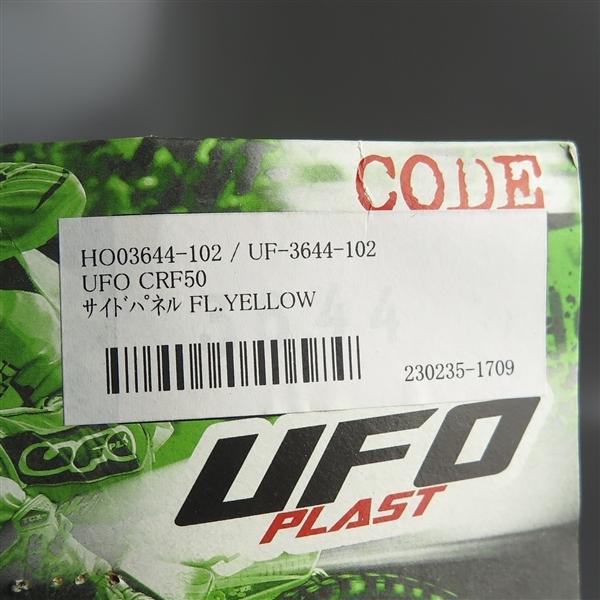 CODE
HO03644-102 / UF-3644-102
UFO CRF50
ｻｲﾄﾞﾊﾟﾈﾙ FL.YELLOW
230235-1709
UFO
PLAST